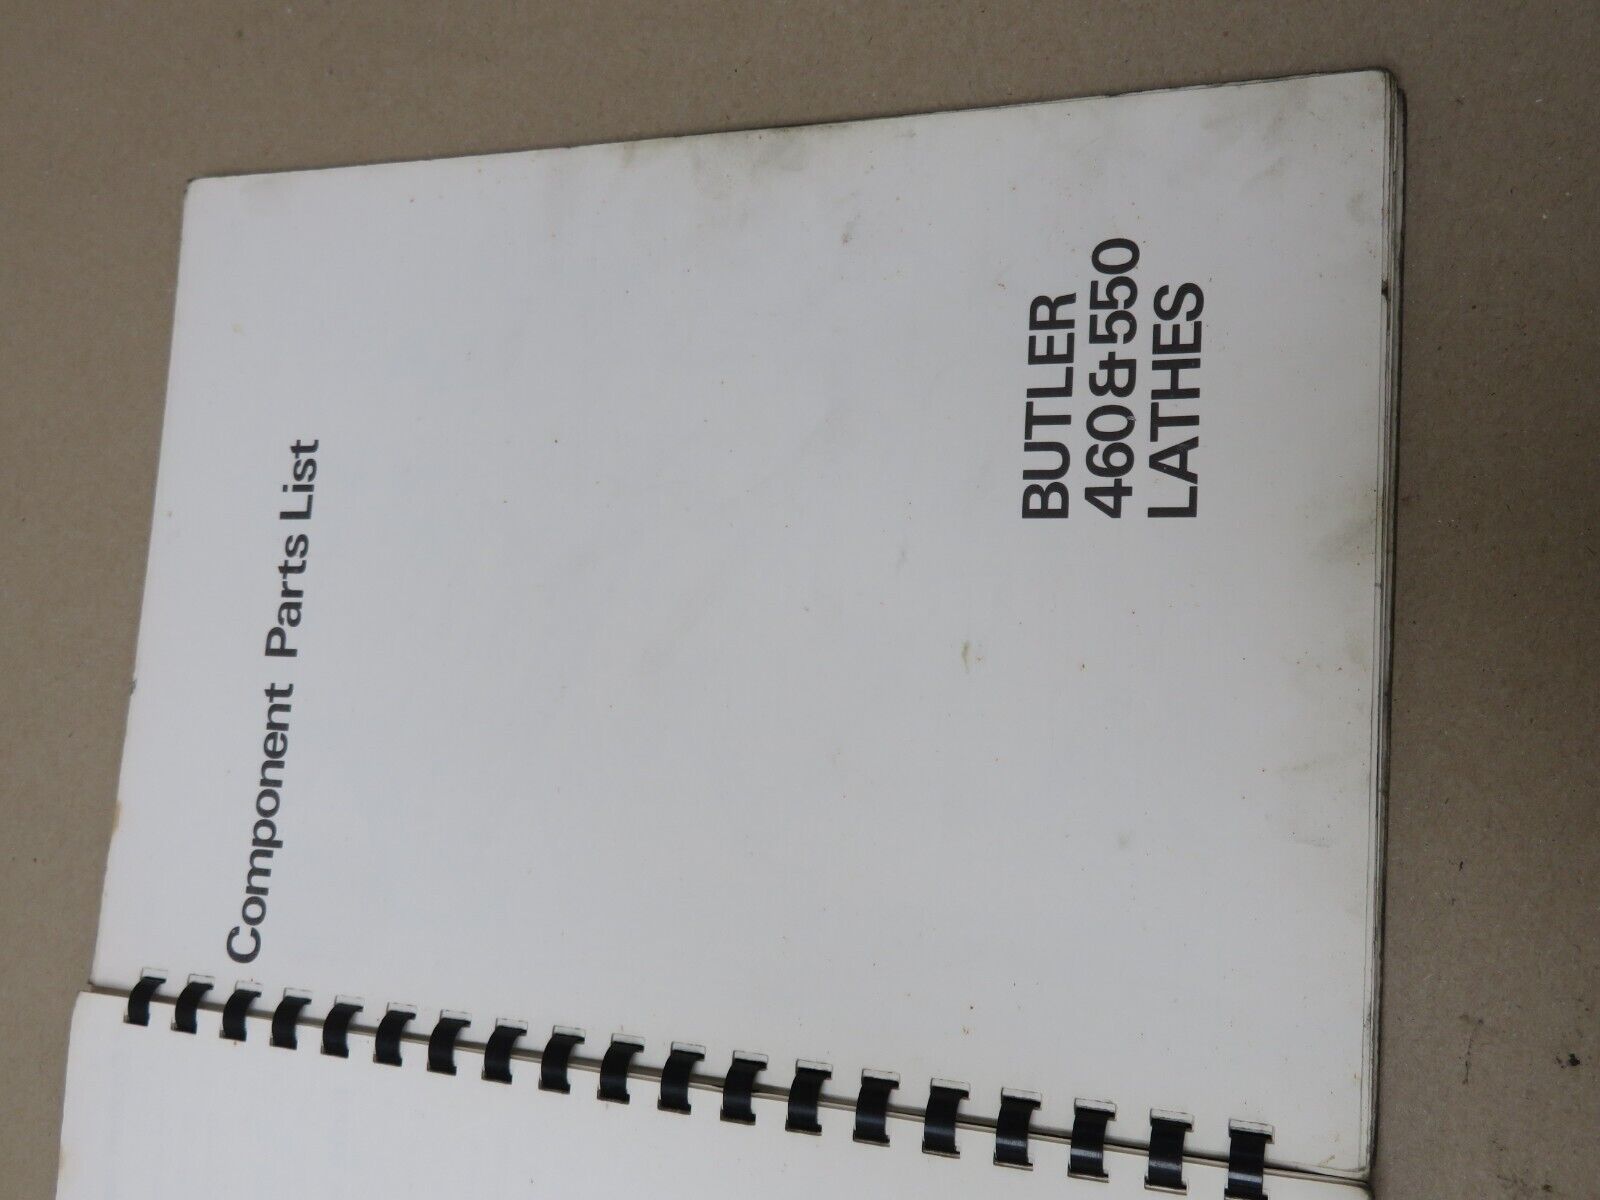 Component Parts List
BUTLER
460&550
LATHES